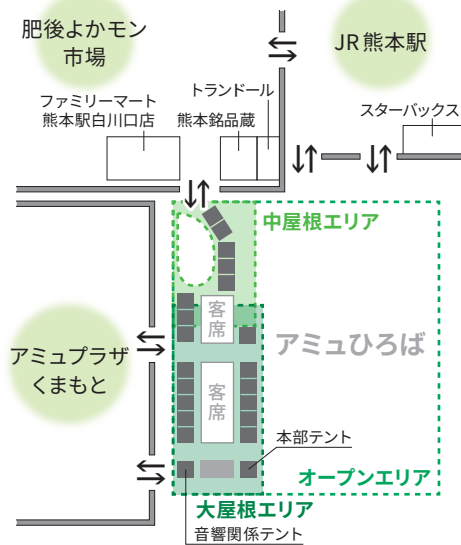 肥後よかモン
市場
JR熊本駅
ファミリーマート
熊本駅白川口店
トランドール
熊本銘品蔵
スターバックス
中屋根エリア
客席
アミュひろば
アミュプラザ
くまもと
客席
本部テント
オープンエリア
大屋根エリア
音響関係テント